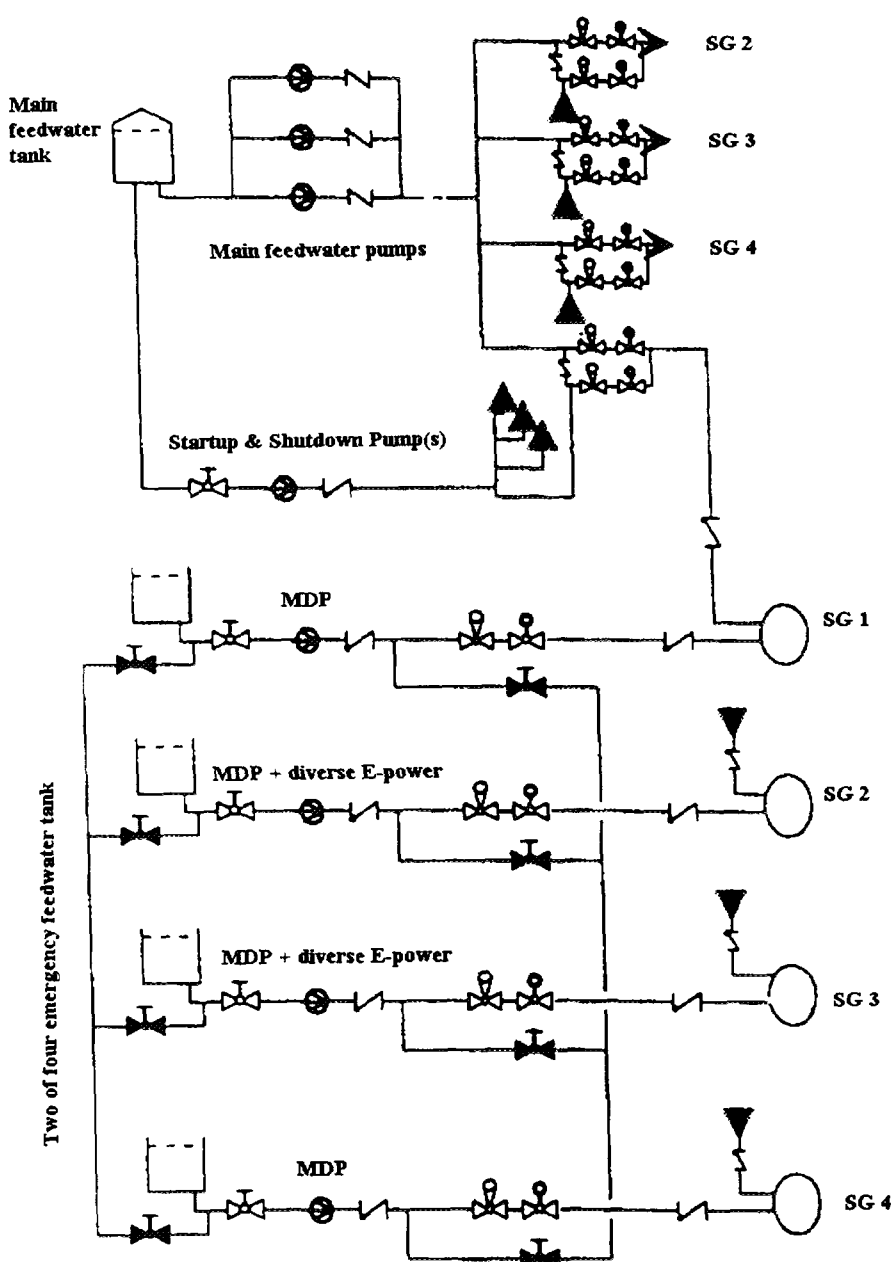 SG 2
Main
feedwater
tank
SG 3
Main feedwater pumps
SG 4
Startup & Shutdown Pump(s)
MDP
SG 1
MDP + diverse E-power
SG 2
Two of four emergency feedwater tank
MDP + diverse E-power
SG 3
MDP
SG 4